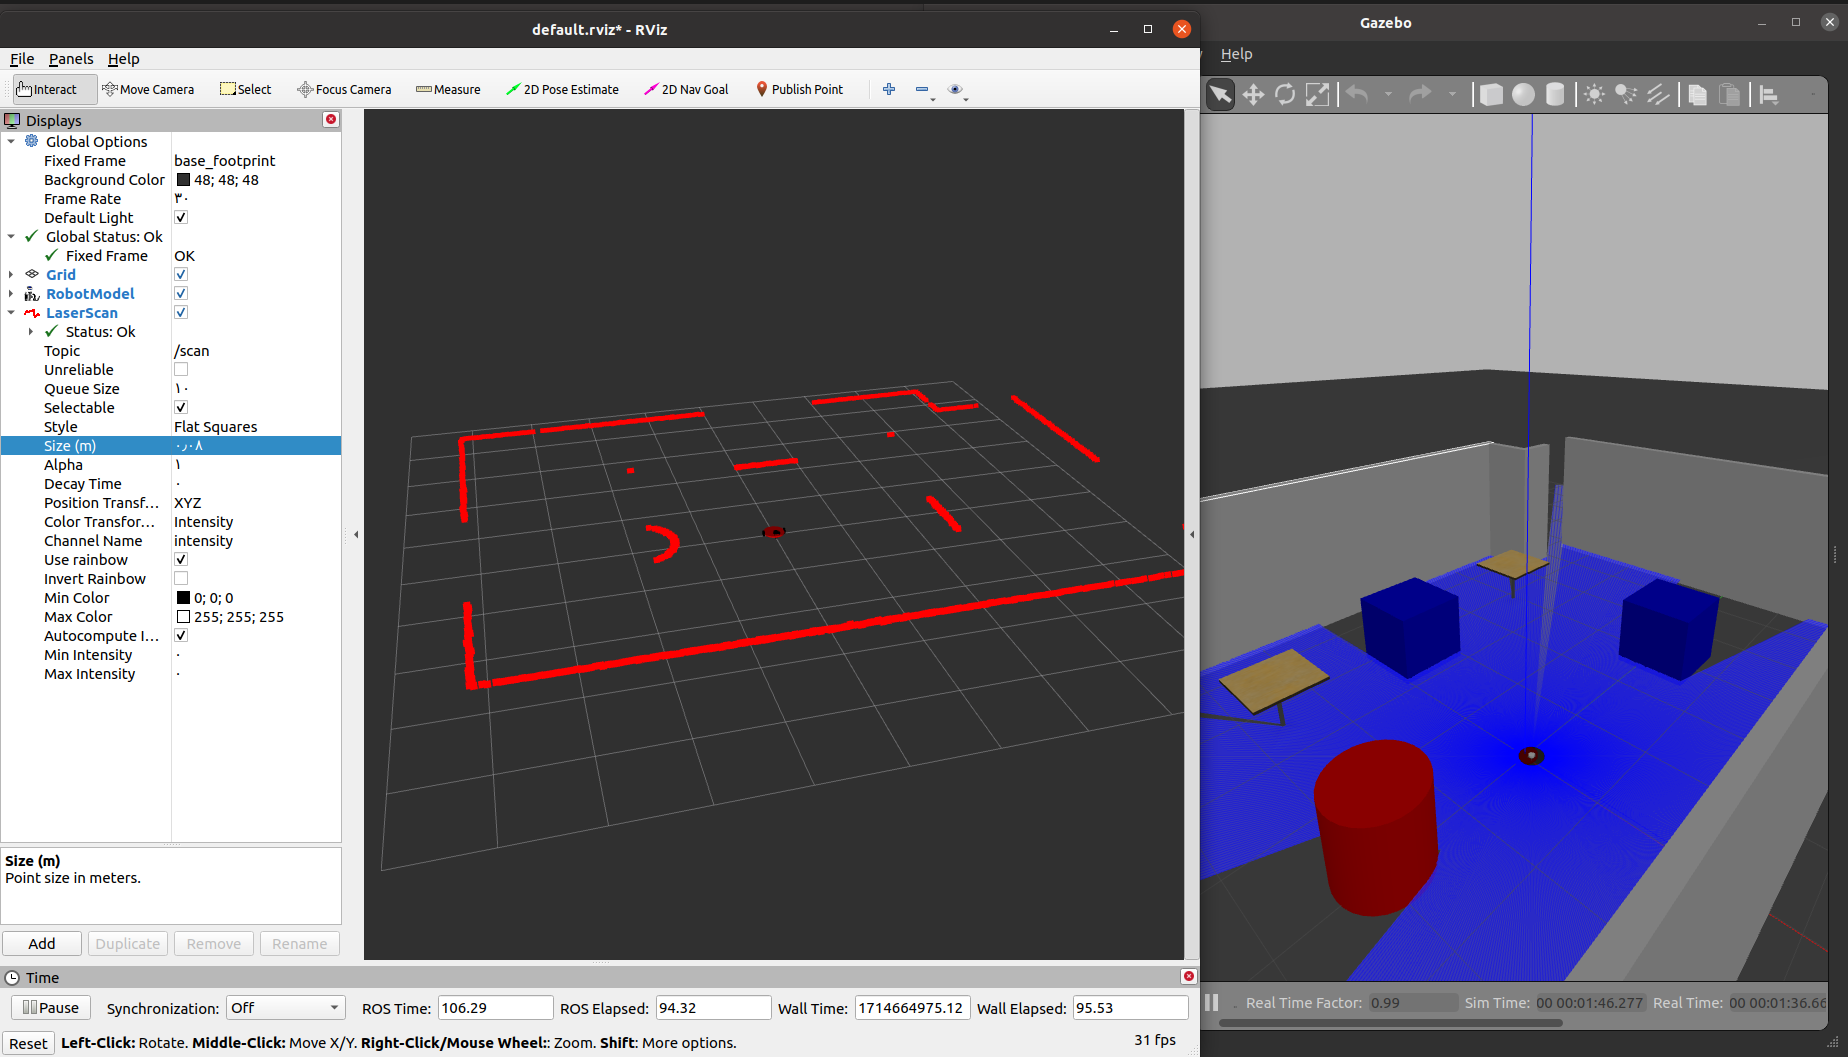 default.rviz* - RViz
File Panels Help
Interact Move Camera Select Focus Camera Measure 2D Pose Estimate 2D Nav Goal Publish Point
Displays
Global Options
Fixed Frame base_footprint
Background Color 48; 48; 48
Frame Rate ۳۰
Default Light
Global Status: Ok
Fixed Frame OK
Grid
RobotModel
LaserScan
Status: Ok
Topic /scan
Unreliable
Queue Size ۱۰
Selectable
Style Flat Squares
Size (m) ۰٫۰۸
Alpha ۱
Decay Time ۰
Position Transf... XYZ
Color Transfor... Intensity
Channel Name intensity
Use rainbow
Invert Rainbow
Min Color 0; 0; 0
Max Color 255; 255; 255
Autocompute I...
Min Intensity ۰
Max Intensity ۰
Size (m)
Point size in meters.
Add Duplicate Remove Rename
Time
Pause Synchronization: Off ROS Time: 106.29 ROS Elapsed: 94.32 Wall Time: 1714664975.12 Wall Elapsed: 95.53
Reset Left-Click: Rotate. Middle-Click: Move X/Y. Right-Click/Mouse Wheel:: Zoom. Shift: More options. 31 fps
Gazebo
Help
Real Time Factor: 0.99 Sim Time: 00 00:01:46.277 Real Time: 00 00:01:36.66